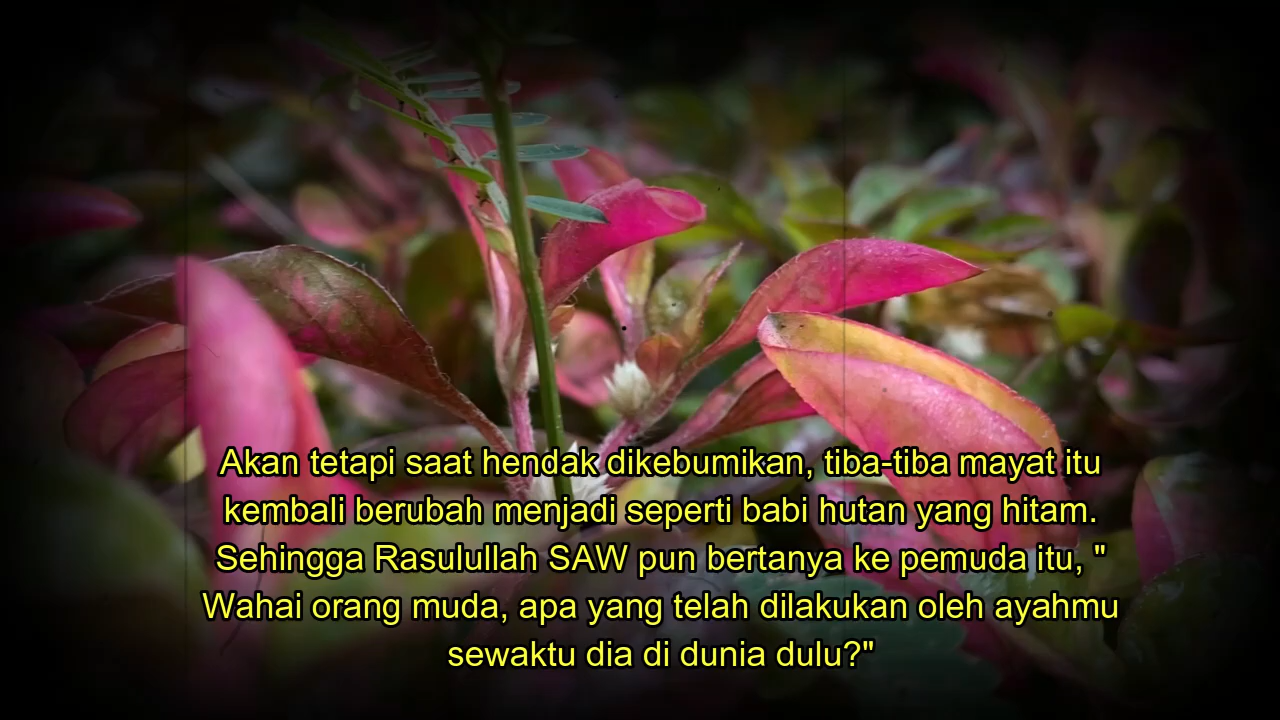 Akan tetapi saat hendak dikebumikan, tiba-tiba mayat itu
kembali berubah menjadi seperti babi hutan yang hitam.
Sehingga Rasulullah SAW pun bertanya ke pemuda itu, "
Wahai orang muda, apa yang telah dilakukan oleh ayahmu
sewaktu dia di dunia dulu?"